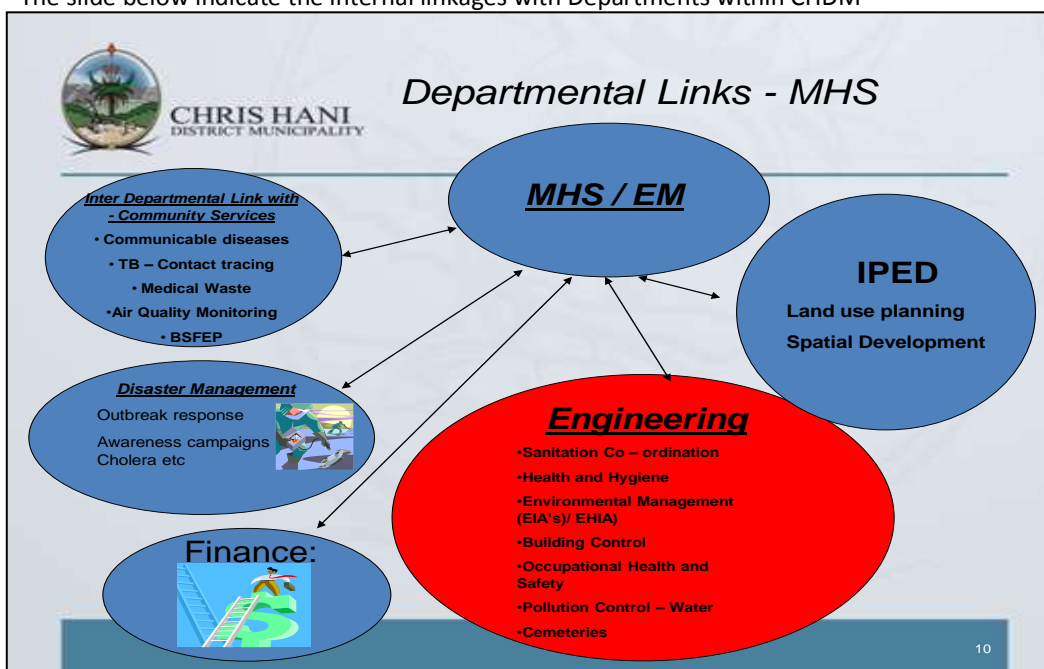 The slide below indicate the internal linkages with Departments within CHDM
CHRIS HANI
DISTRICT MUNICIPALITY
Departmental Links - MHS
MHS / EM
Inter Departmental Link with
- Community Services
• Communicable diseases
• TB – Contact tracing
• Medical Waste
•Air Quality Monitoring
• BSFEP
IPED
Land use planning
Spatial Development
Disaster Management
Outbreak response
Awareness campaigns
Cholera etc
Engineering
•Sanitation Co – ordination
•Health and Hygiene
•Environmental Management
(EIA's)/ EHIA)
•Building Control
•Occupational Health and
Safety
•Pollution Control – Water
•Cemeteries
Finance:
10